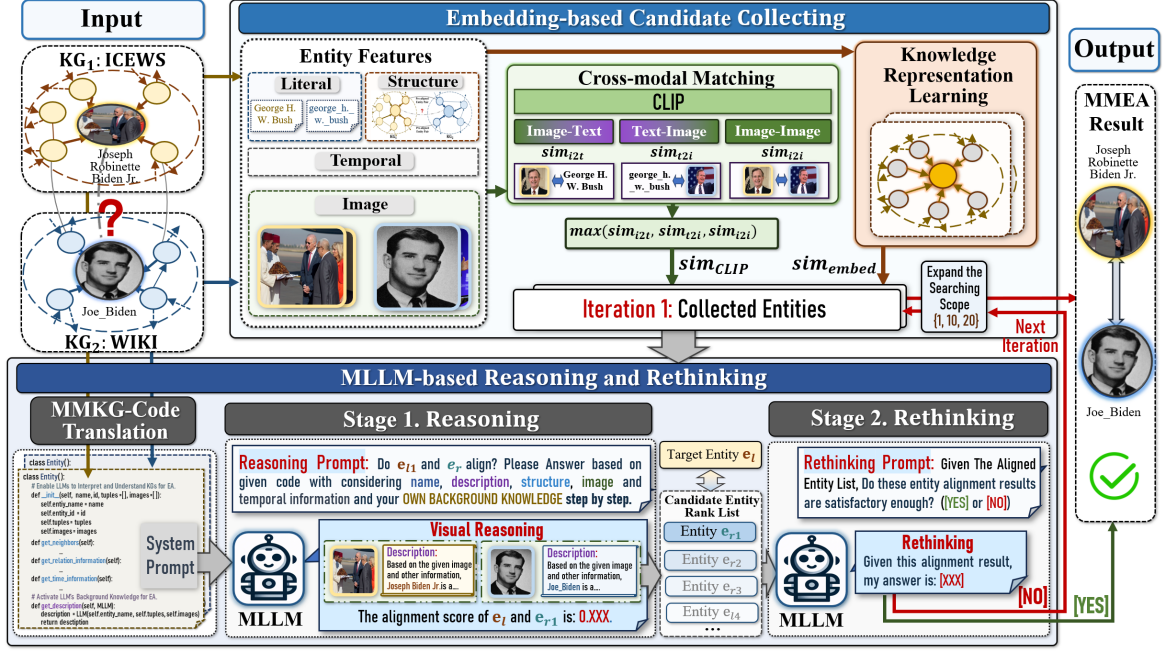 Input
KG1: ICEWS
Joseph
Robinette
Biden Jr.
?
Joe_Biden
KG2: WIKI
Embedding-based Candidate Collecting
Entity Features
Literal
George H.
W. Bush
george_h.
w._bush
Structure
Temporal
Image
Cross-modal Matching
CLIP
Image-Text
Text-Image
Image-Image
sim_i2t
sim_t2i
sim_i2i
George H.
W. Bush
george_h.
_w._bush
max(sim_i2t, sim_t2i, sim_i2i)
sim_CLIP
sim_embed
Knowledge
Representation
Learning
Iteration 1: Collected Entities
Expand the
Searching
Scope
{1, 10, 20}
Next
Iteration
Output
MMEA
Result
Joseph
Robinette
Biden Jr.
Joe_Biden
MLLM-based Reasoning and Rethinking
MMKG-Code
Translation
class Entity():
class Entity():
# Enable LLMs to Interpret and Understand KGs for EA.
def _init_(self, name, id, tuples=[], images=[]):
self.entiy_name = name
self.entity_id = id
self.tuples = tuples
self.images = images
def get_neighbors(self):
def get_relation_information(self):
def get_time_information(self):
# Activate LLM's Background Knowledge for EA.
def get_description(self, MLLM):
description = LLM(self.entity_name, self.tuples, self.images)
return desctiption
System
Prompt
Stage 1. Reasoning
Reasoning Prompt: Do e_l1 and e_r align? Please Answer based on
given code with considering name, description, structure, image and
temporal information and your OWN BACKGROUND KNOWLEDGE step by step.
MLLM
Visual Reasoning
Description:
Based on the given image
and other information,
Joseph Biden Jr.is a...
Description:
Based on the given image
and other information,
Joe_Biden is a...
The alignment score of e_l and e_r1 is: 0.XXX.
Target Entity e_l
Candidate Entity
Rank List
Entity e_r1
Entity e_r2
Entity e_r3
Entity e_l4
...
Stage 2. Rethinking
Rethinking Prompt: Given The Aligned
Entity List, Do these entity alignment results
are satisfactory enough? ([YES] or [NO])
MLLM
Rethinking
Given this alignment result,
my answer is: [XXX]
[NO]
[YES]